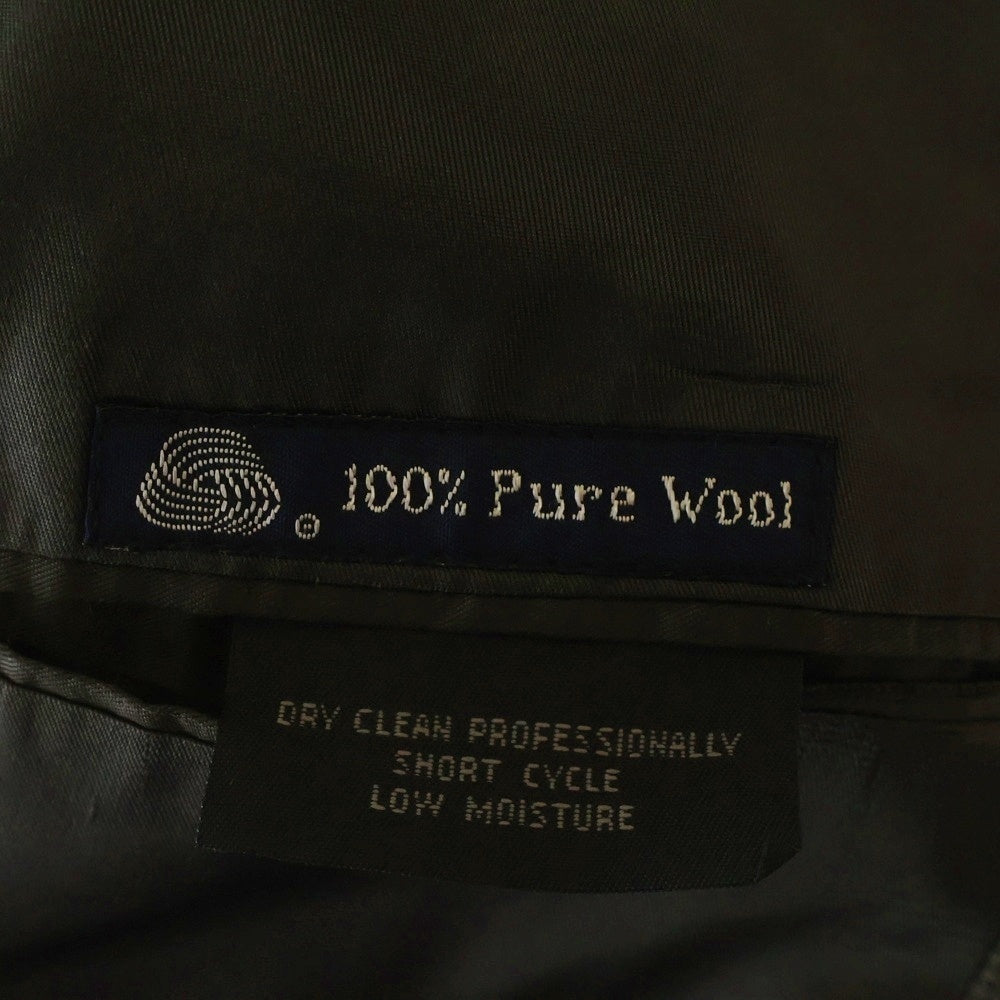 ® 100% Pure Wool
DRY CLEAN PROFESSIONALLY
SHORT CYCLE
LOW MOISTURE